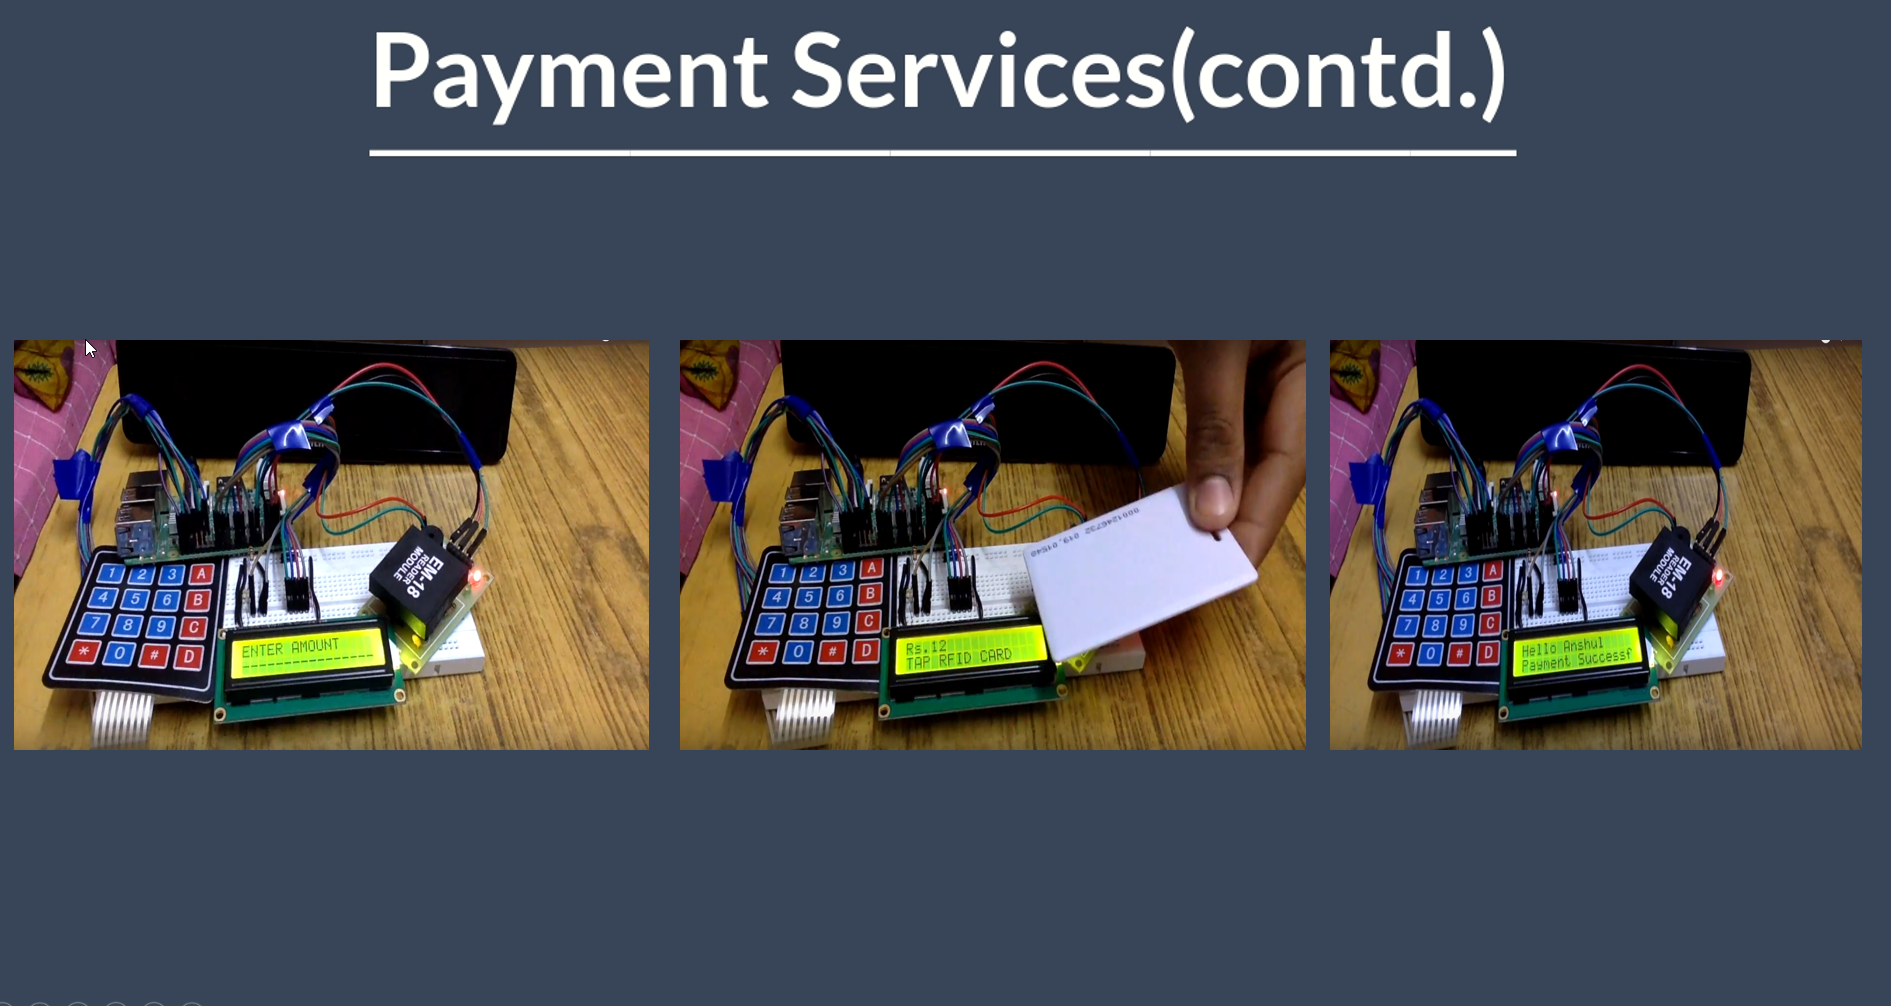 Payment Services(contd.)
1 2 3 A
4 5 6 B
7 8 9 C
* 0 # D
EM-18
READER
MODULE
ENTER AMOUNT
1 2 3 A
4 5 6 B
7 8 9 C
* 0 # D
Rs.12
TAP RFID CARD
1 2 3 A
4 5 6 B
7 8 9 C
* 0 # D
EM-18
READER
MODULE
Hello Anshul
Payment Successf